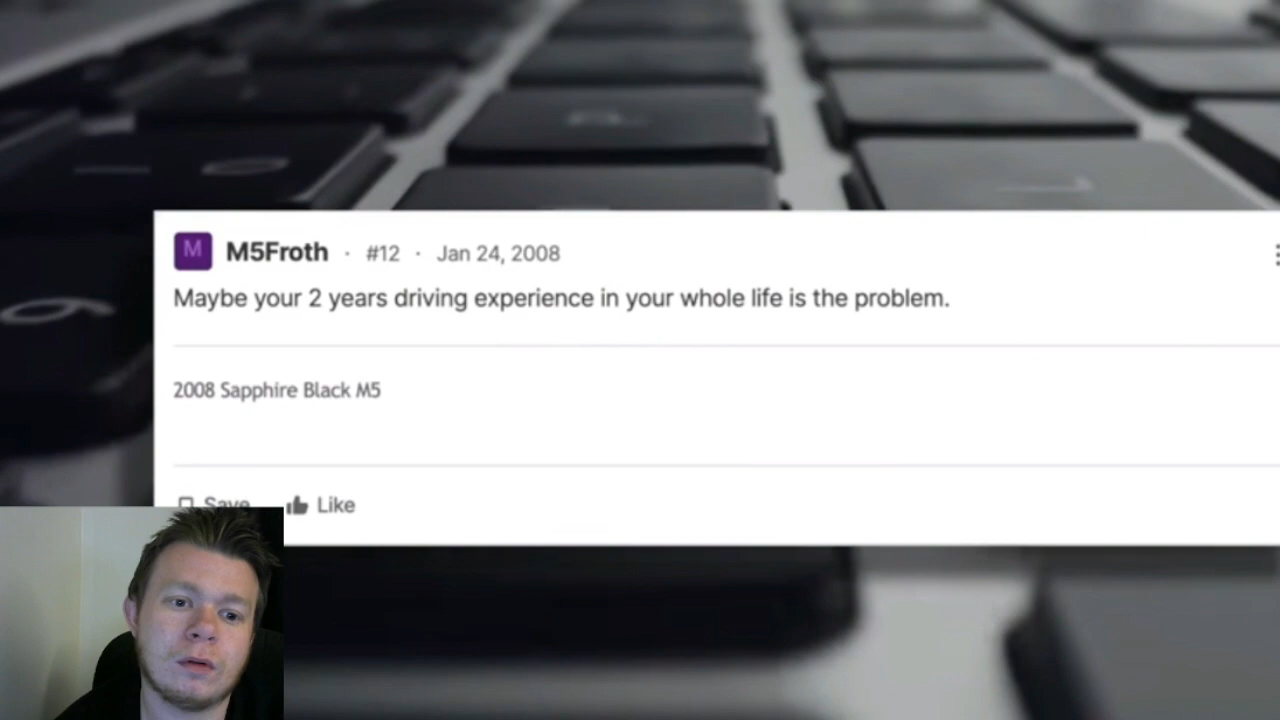 M
M5Froth · #12 · Jan 24, 2008
Maybe your 2 years driving experience in your whole life is the problem.
2008 Sapphire Black M5
Save Like